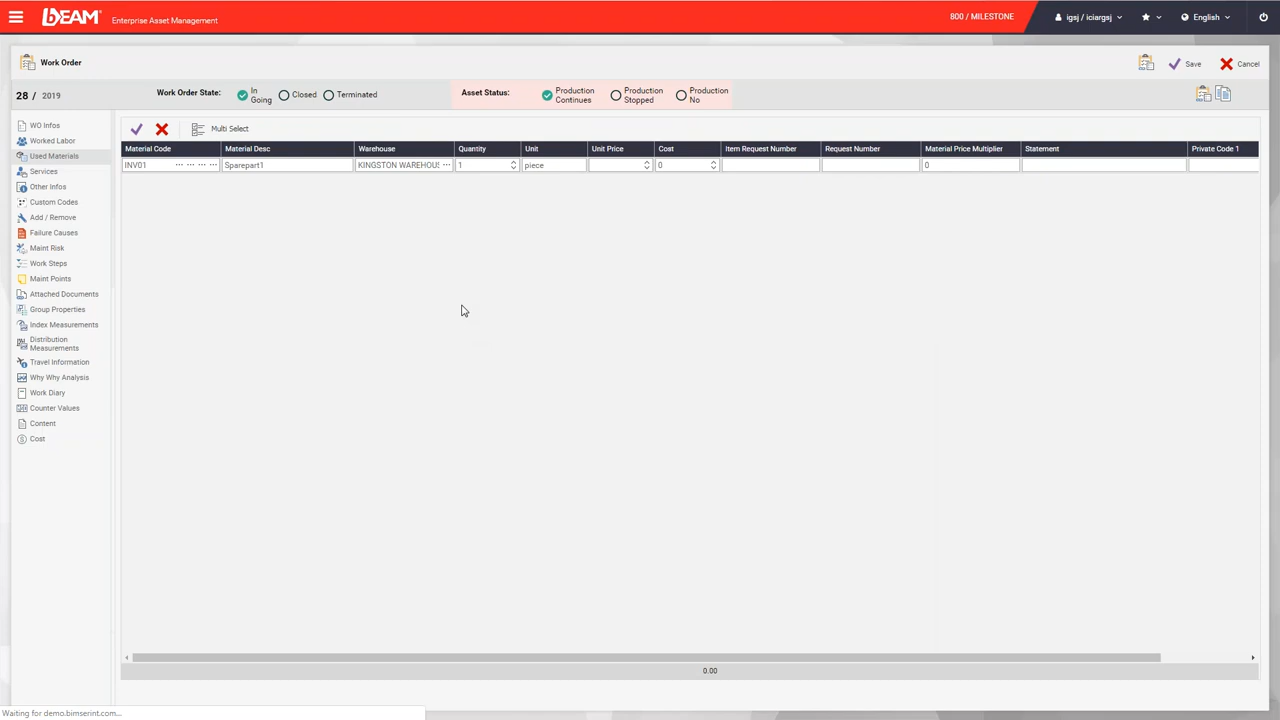 bEAM Enterprise Asset Management
800 / MILESTONE
igsj / iciargsj
English
Work Order
Save
Cancel
28 / 2019
Work Order State:
In Going
Closed
Terminated
Asset Status:
Production Continues
Production Stopped
Production No
WO Infos
Worked Labor
Used Materials
Services
Other Infos
Custom Codes
Add / Remove
Failure Causes
Maint Risk
Work Steps
Maint Points
Attached Documents
Group Properties
Index Measurements
Distribution
Measurements
Travel Information
Why Why Analysis
Work Diary
Counter Values
Content
Cost
Multi Select
Material Code Material Desc Warehouse Quantity Unit Unit Price Cost Item Request Number Request Number Material Price Multiplier Statement Private Code 1
INV01 ... ... ... ... Sparepart1 KINGSTON WAREHOUS ... 1 piece 0 0
0.00
Waiting for demo.bimserint.com...